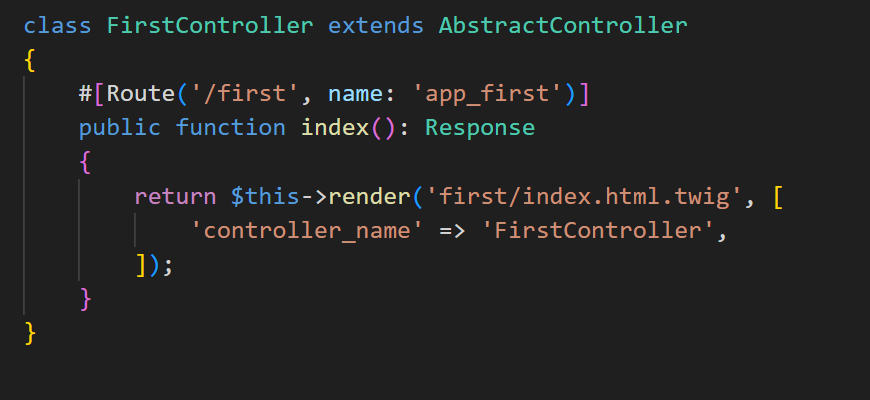 class FirstController extends AbstractController
{
    #[Route('/first', name: 'app_first')]
    public function index(): Response
    {
        return $this->render('first/index.html.twig', [
            'controller_name' => 'FirstController',
        ]);
    }
}